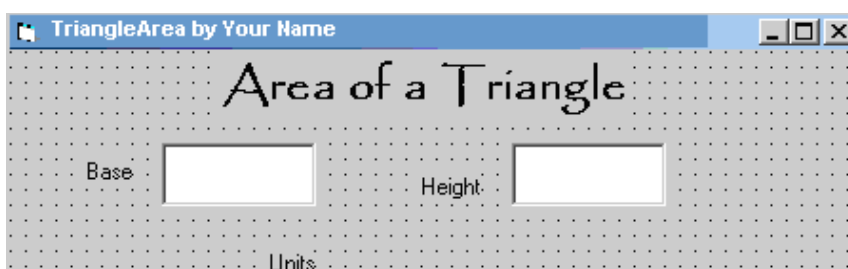 TriangleArea by Your Name
Area of a Triangle
Base
Height
Units